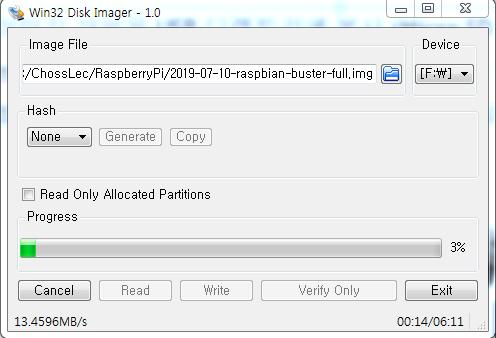 Win32 Disk Imager - 1.0
Image File
Device
:/ChossLec/RaspberryPi/2019-07-10-raspbian-buster-full.img
[F:₩]
Hash
None
Generate
Copy
Read Only Allocated Partitions
Progress
3%
Cancel
Read
Write
Verify Only
Exit
13.4596MB/s
00:14/06:11